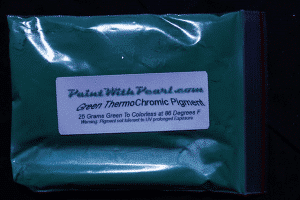 PaintWithPearl.com
Green ThermoChromic Pigment
25 Grams Green To Colorless at 86 Degrees F
Warning: Pigment not tolerent to UV prolonged Exposure